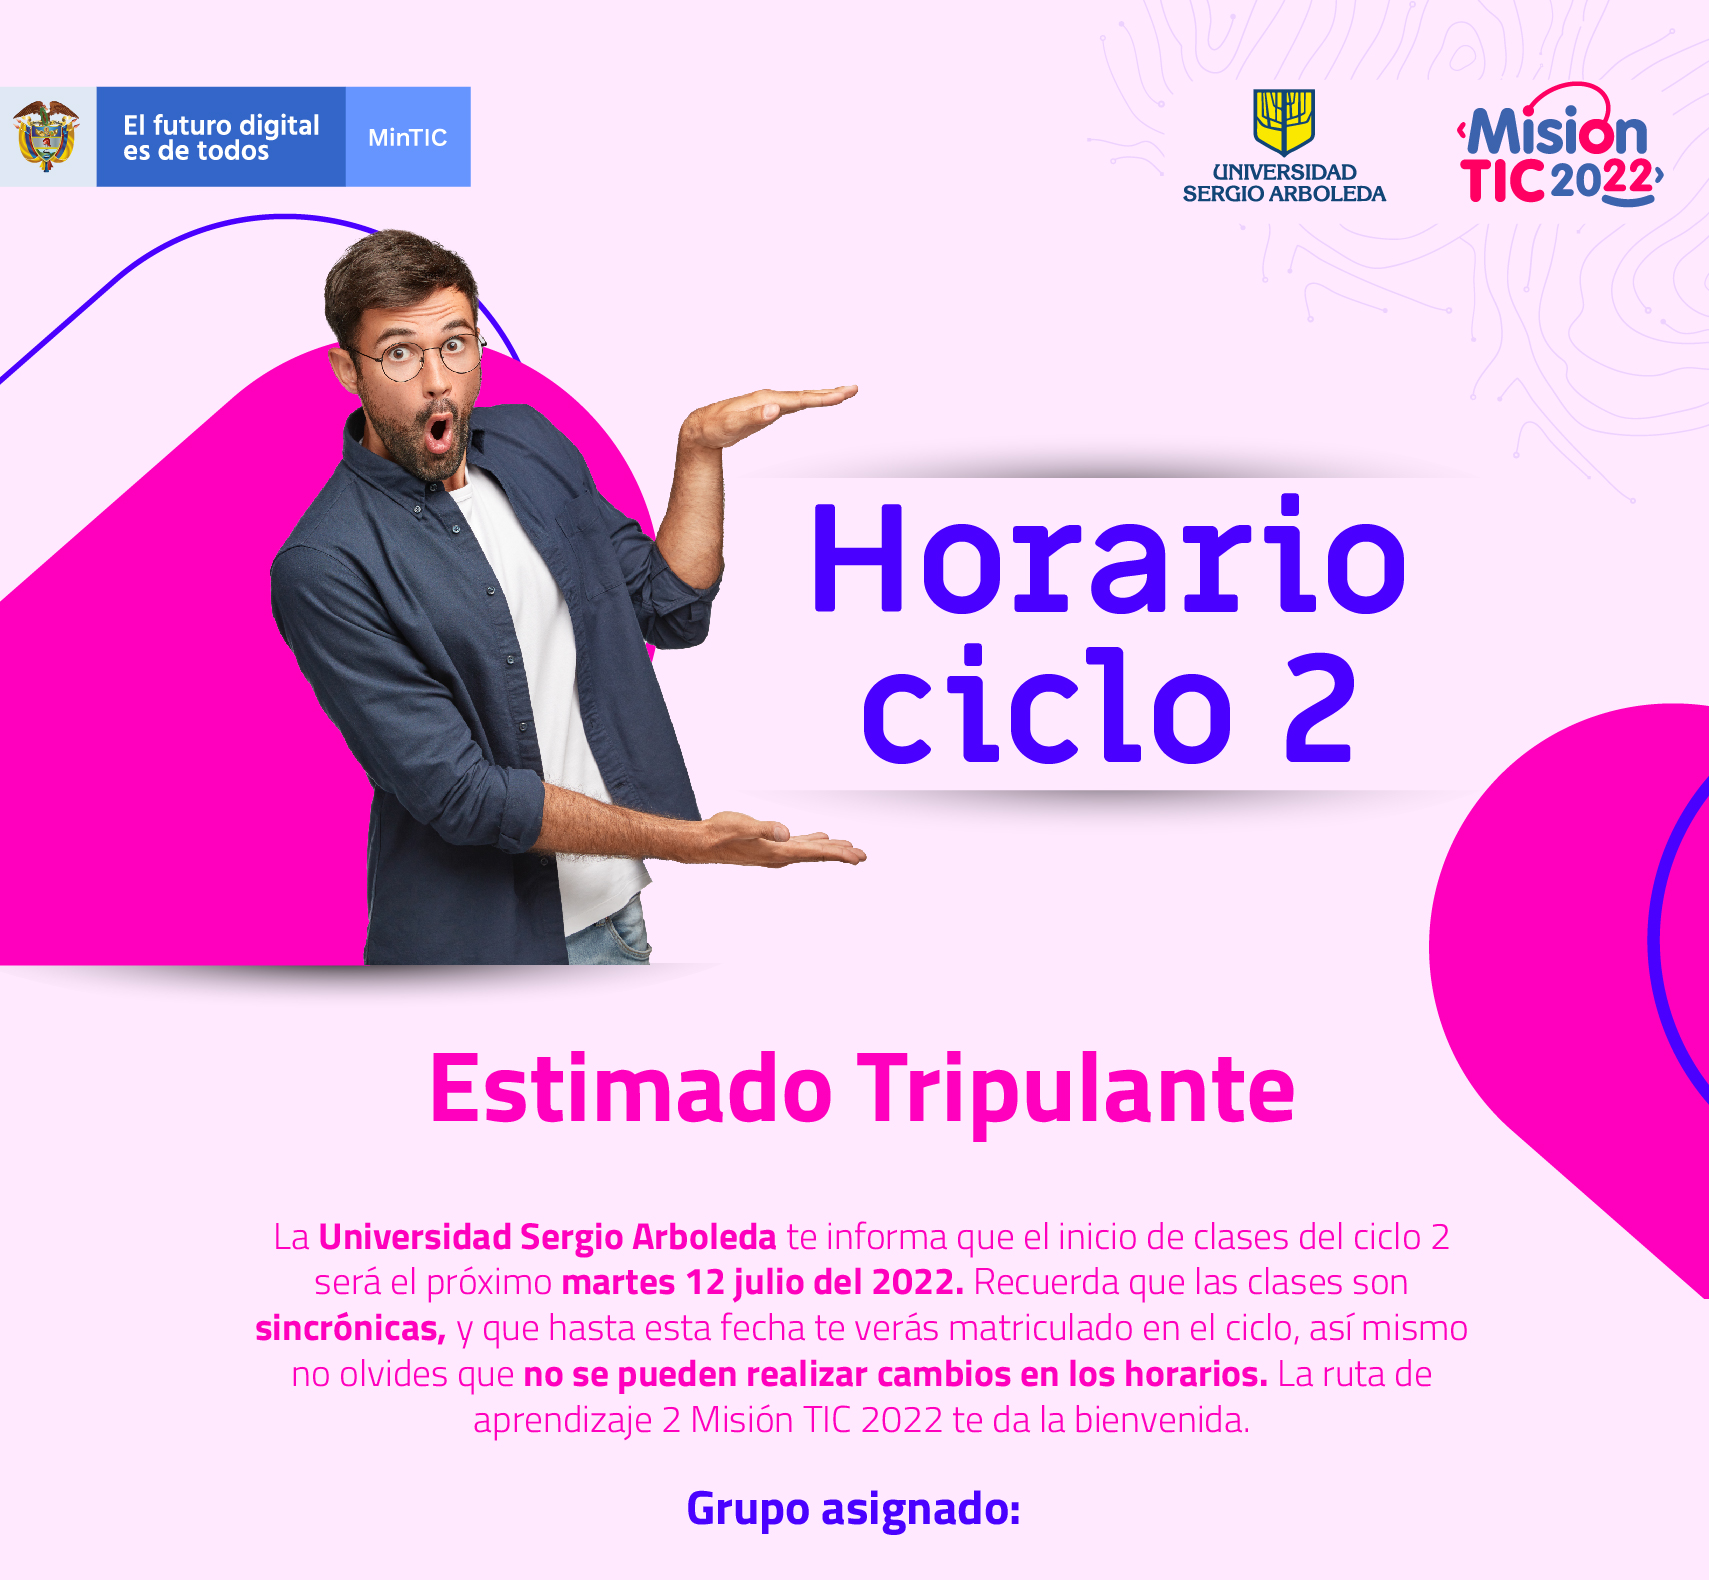 El futuro digital
es de todos
MinTIC
UNIVERSIDAD
SERGIO ARBOLEDA
‹Misión
TIC 2022›
Horario
ciclo 2
Estimado Tripulante
La Universidad Sergio Arboleda te informa que el inicio de clases del ciclo 2
será el próximo martes 12 julio del 2022. Recuerda que las clases son
sincrónicas, y que hasta esta fecha te verás matriculado en el ciclo, así mismo
no olvides que no se pueden realizar cambios en los horarios. La ruta de
aprendizaje 2 Misión TIC 2022 te da la bienvenida.
Grupo asignado: